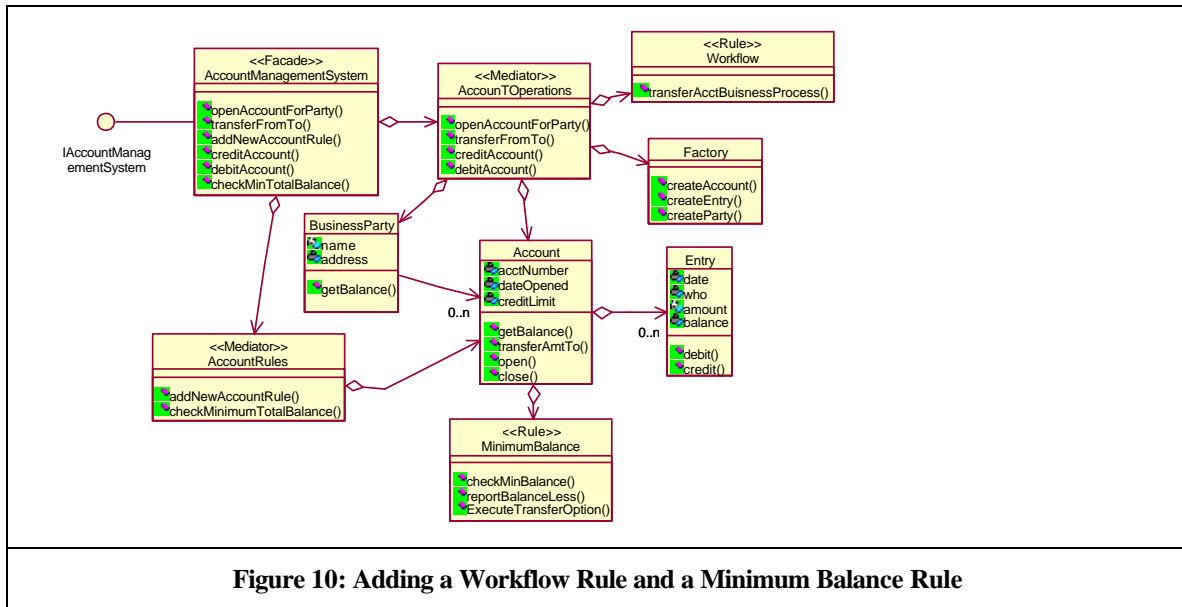 <<Facade>>
AccountManagementSystem
openAccountForParty()
transferFromTo()
addNewAccountRule()
creditAccount()
debitAccount()
checkMinTotalBalance()
IAccountManag
ementSystem
<<Mediator>>
AccounTOperations
openAccountForParty()
transferFromTo()
creditAccount()
debitAccount()
<<Rule>>
Workflow
transferAcctBuisnessProcess()
Factory
createAccount()
createEntry()
createParty()
BusinessParty
name
address
getBalance()
Account
acctNumber
dateOpened
creditLimit
getBalance()
transferAmtTo()
open()
close()
0..n
Entry
date
who
amount
balance
debit()
credit()
0..n
<<Mediator>>
AccountRules
addNewAccountRule()
checkMinimumTotalBalance()
<<Rule>>
MinimumBalance
checkMinBalance()
reportBalanceLess()
ExecuteTransferOption()
Figure 10: Adding a Workflow Rule and a Minimum Balance Rule